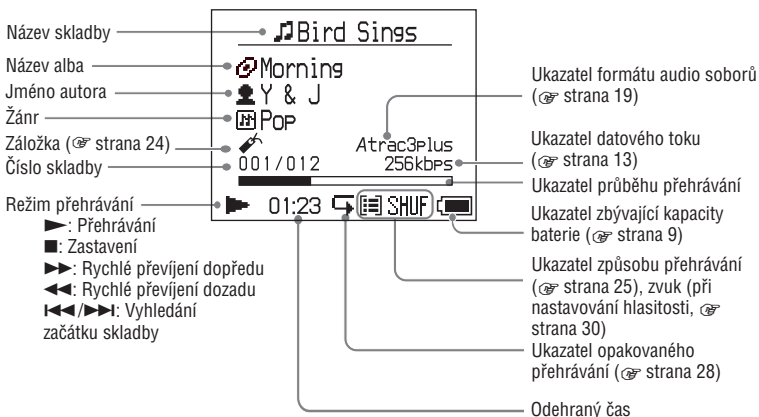 Název skladby
Název alba
Jméno autora
Žánr
Záložka (☞ strana 24)
Číslo skladby
Režim přehrávání
►: Přehrávání
■: Zastavení
►►: Rychlé převíjení dopředu
◄◄: Rychlé převíjení dozadu
I◄◄/►►I: Vyhledání
začátku skladby
Bird Sings
Morning
Y & J
Pop
Atrac3plus
001/012
256kbps
01:23
SHUF
Ukazatel formátu audio soborů
(☞ strana 19)
Ukazatel datového toku
(☞ strana 13)
Ukazatel průběhu přehrávání
Ukazatel zbývající kapacity
baterie (☞ strana 9)
Ukazatel způsobu přehrávání
(☞ strana 25), zvuk (při
nastavování hlasitosti, ☞
strana 30)
Ukazatel opakovaného
přehrávání (☞ strana 28)
Odehraný čas